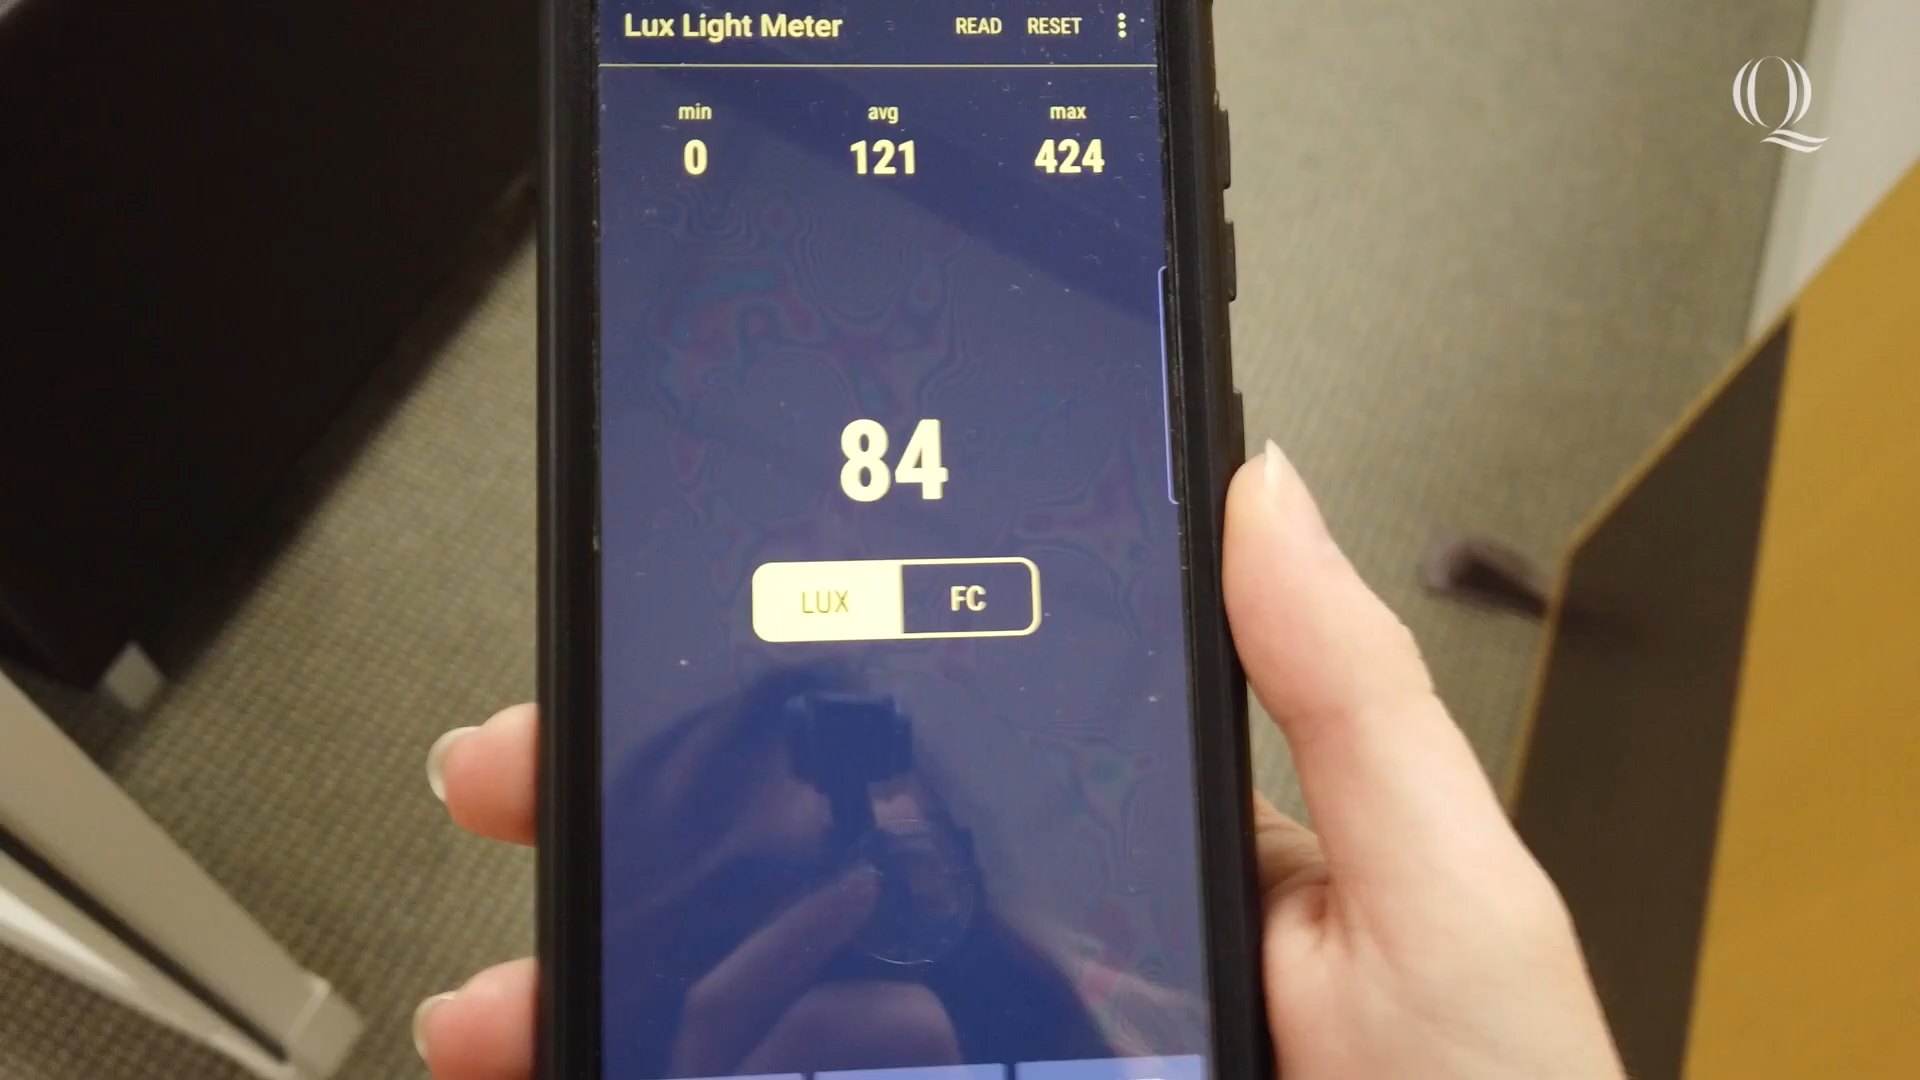 Lux Light Meter READ RESET
min avg max
0 121 424
84
LUX FC
Q